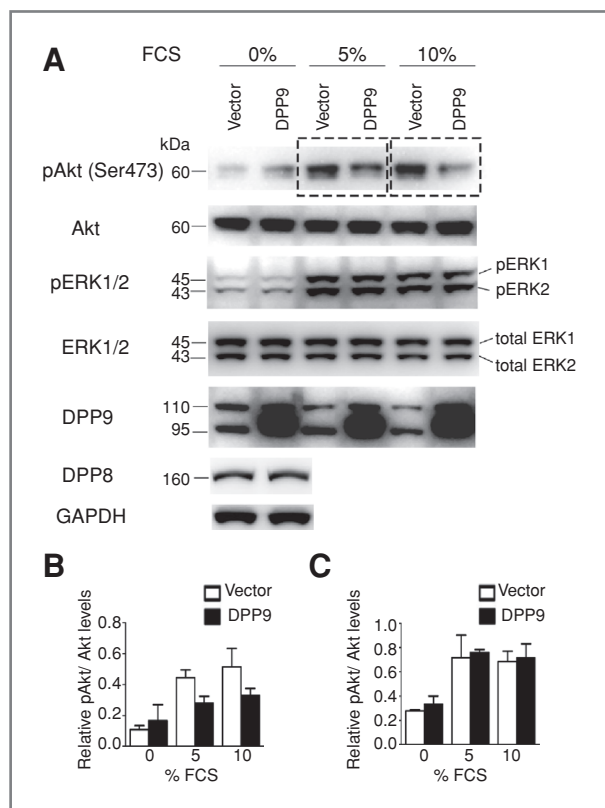 A
FCS 0% 5% 10%
Vector DPP9 Vector DPP9 Vector DPP9
kDa
pAkt (Ser473) 60
Akt 60
pERK1/2 45 43 pERK1 pERK2
ERK1/2 45 43 total ERK1 total ERK2
DPP9 110 95
DPP8 160
GAPDH
B
Vector
DPP9
Relative pAkt/ Akt levels
0.8
0.6
0.4
0.2
0.0
0 5 10
% FCS
C
Vector
DPP9
Relative pAkt/ Akt levels
1.0
0.8
0.6
0.4
0.2
0.0
0 5 10
% FCS